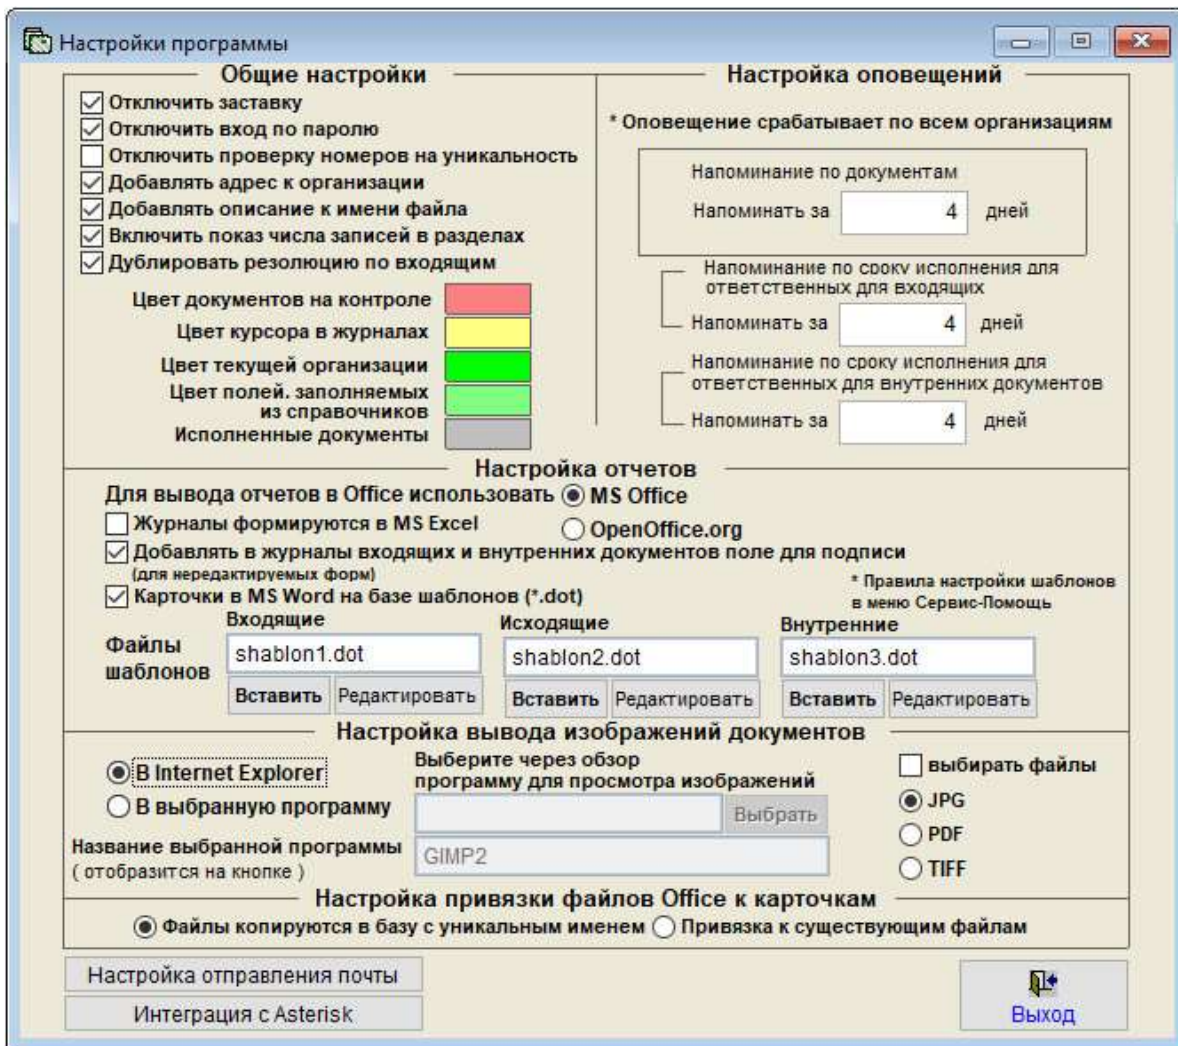 Настройки программы
Общие настройки
Отключить заставку
Отключить вход по паролю
Отключить проверку номеров на уникальность
Добавлять адрес к организации
Добавлять описание к имени файла
Включить показ числа записей в разделах
Дублировать резолюцию по входящим
Цвет документов на контроле
Цвет курсора в журналах
Цвет текущей организации
Цвет полей. заполняемых
из справочников
Исполненные документы
Настройка оповещений
* Оповещение срабатывает по всем организациям
Напоминание по документам
Напоминать за 4 дней
Напоминание по сроку исполнения для
ответственных для входящих
Напоминать за 4 дней
Напоминание по сроку исполнения для
ответственных для внутренних документов
Напоминать за 4 дней
Настройка отчетов
Для вывода отчетов в Office использовать MS Office
Журналы формируются в MS Excel OpenOffice.org
Добавлять в журналы входящих и внутренних документов поле для подписи
(для нередактируемых форм)
Карточки в MS Word на базе шаблонов (*.dot)
* Правила настройки шаблонов
в меню Сервис-Помощь
Файлы
шаблонов
Входящие Исходящие Внутренние
shablon1.dot shablon2.dot shablon3.dot
Вставить Редактировать Вставить Редактировать Вставить Редактировать
Настройка вывода изображений документов
В Internet Explorer
В выбранную программу
Выберите через обзор
программу для просмотра изображений
Выбрать
Название выбранной программы
( отобразится на кнопке )
GIMP2
выбирать файлы
JPG
PDF
TIFF
Настройка привязки файлов Office к карточкам
Файлы копируются в базу с уникальным именем Привязка к существующим файлам
Настройка отправления почты
Интеграция с Asterisk
Выход